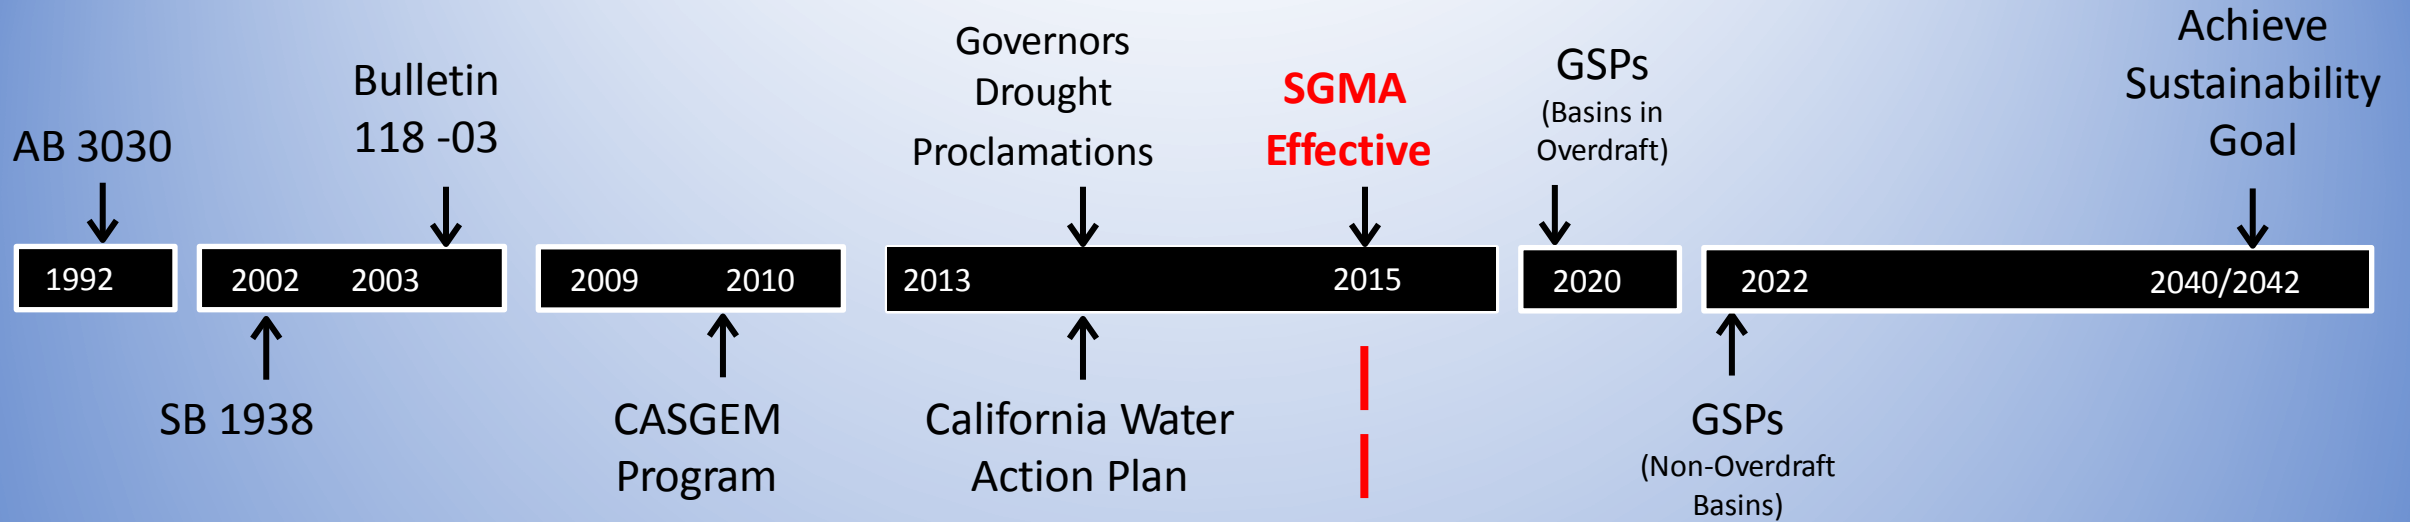 AB 3030
Bulletin
118 -03
Governors
Drought
Proclamations
SGMA
Effective
GSPs
(Basins in
Overdraft)
Achieve
Sustainability
Goal
1992
2002 2003
2009 2010
2013 2015
2020
2022 2040/2042
SB 1938
CASGEM
Program
California Water
Action Plan
GSPs
(Non-Overdraft
Basins)